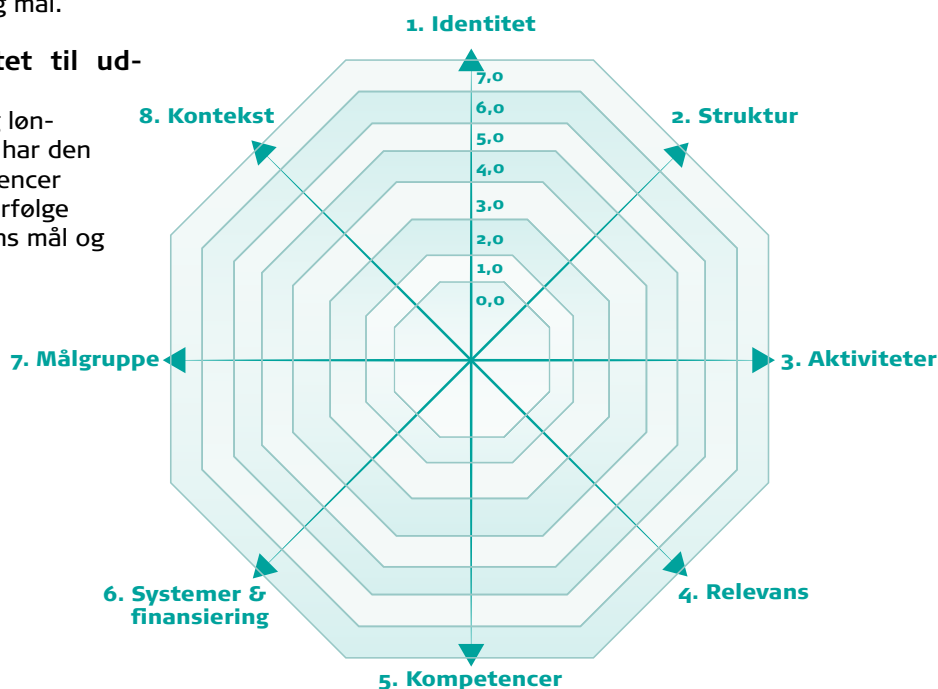 g mål.
tet til ud-
g løn-
har den
encer
rfølge
ns mål og
1. Identitet
2. Struktur
3. Aktiviteter
4. Relevans
5. Kompetencer
6. Systemer &
finansiering
7. Målgruppe
8. Kontekst
7,0
6,0
5,0
4,0
3,0
2,0
1,0
0,0